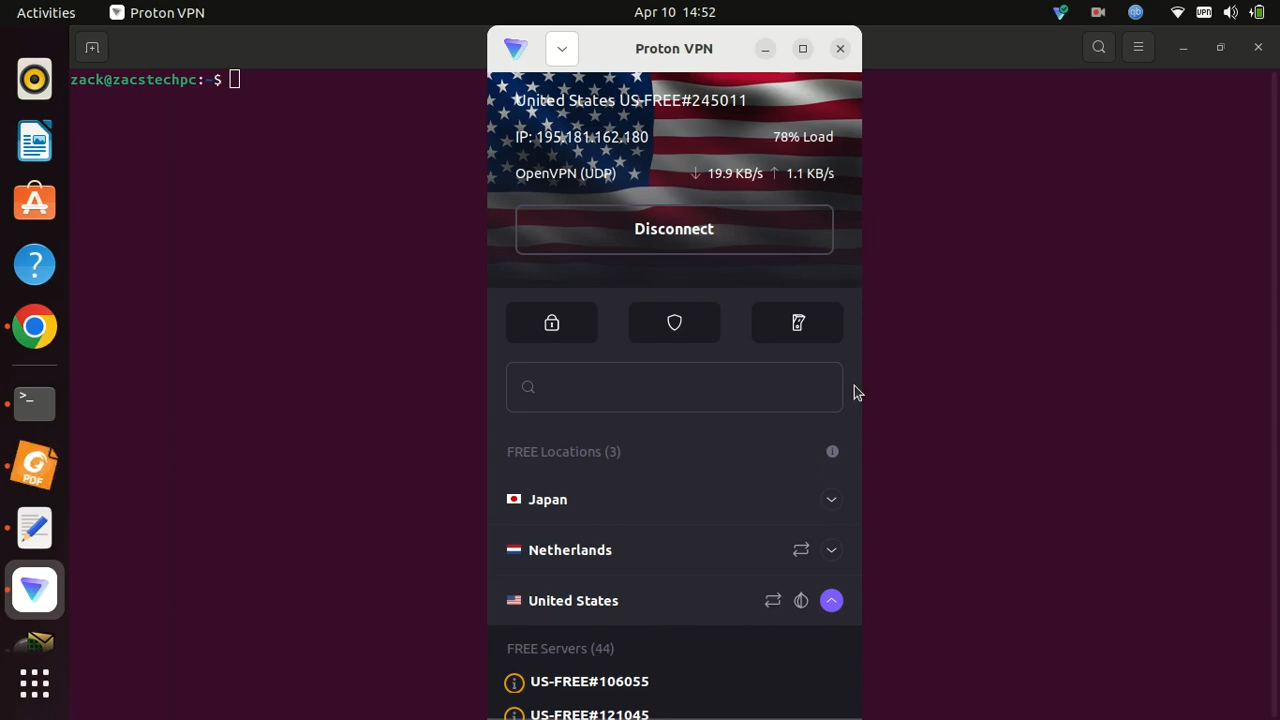 Activities
Proton VPN
Apr 10 14:52
VPN
Proton VPN
zack@zacstechpc:~$
United States US-FREE#245011
IP: 195.181.162.180
78% Load
OpenVPN (UDP)
↓ 19.9 KB/s ↑ 1.1 KB/s
Disconnect
FREE Locations (3)
Japan
Netherlands
United States
FREE Servers (44)
US-FREE#106055
US-FREE#121045
>_
PDF